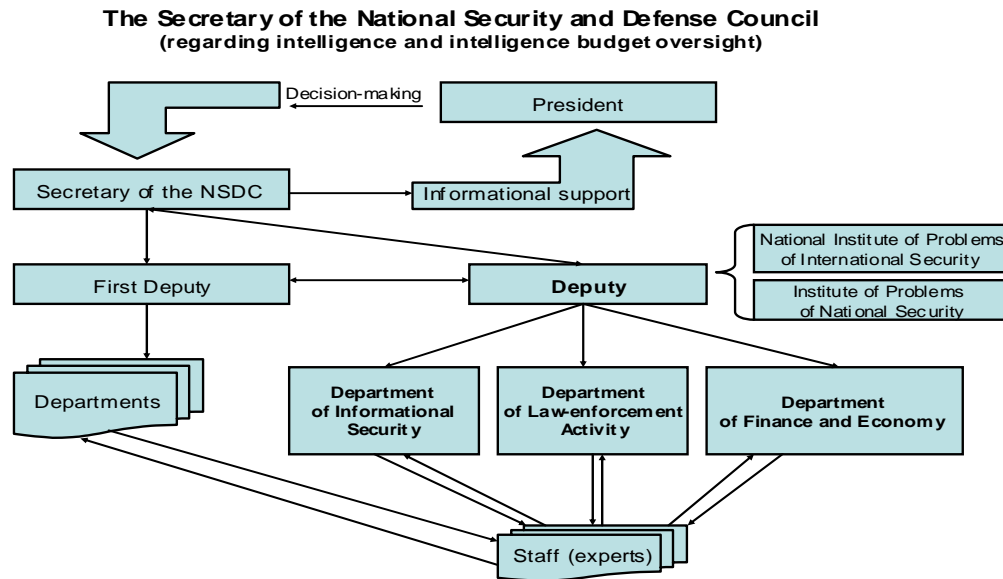 The Secretary of the National Security and Defense Council
(regarding intelligence and intelligence budget oversight)
Decision-making
President
Secretary of the NSDC
Informational support
National Institute of Problems
of International Security
First Deputy
Deputy
Institute of Problems
of National Security
Departments
Department
of Informational
Security
Department
of Law-enforcement
Activity
Department
of Finance and Economy
Staff (experts)